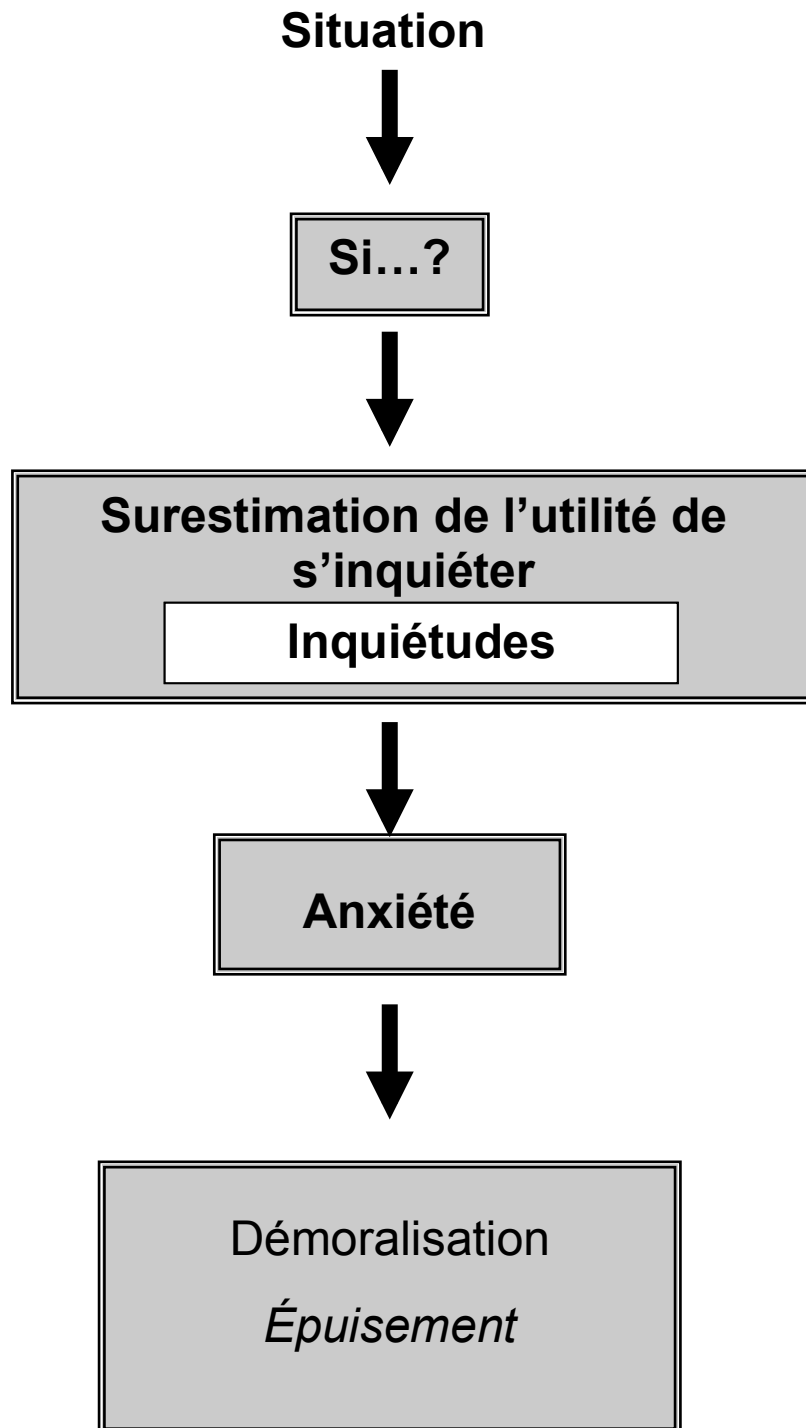 Situation
Si…?
Surestimation de l’utilité de
s’inquiéter
Inquiétudes
Anxiété
Démoralisation
Épuisement